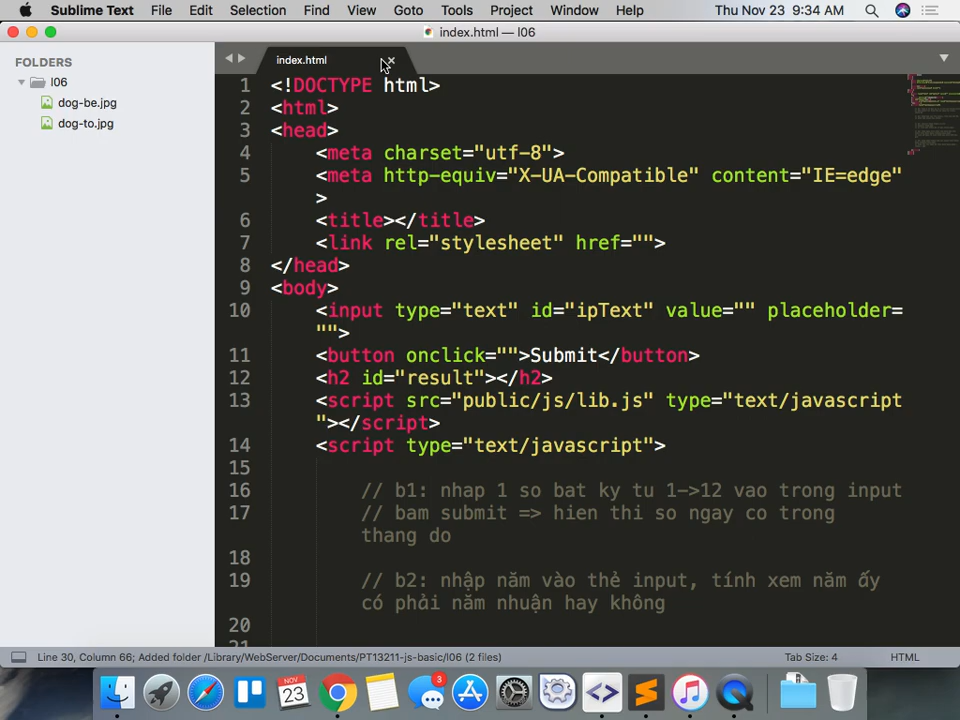 Sublime Text File Edit Selection Find View Goto Tools Project Window Help Thu Nov 23 9:34 AM
index.html — l06
FOLDERS
l06
dog-be.jpg
dog-to.jpg
index.html
1 <!DOCTYPE html>
2 <html>
3 <head>
4 <meta charset="utf-8">
5 <meta http-equiv="X-UA-Compatible" content="IE=edge"
>
6 <title></title>
7 <link rel="stylesheet" href="">
8 </head>
9 <body>
10 <input type="text" id="ipText" value="" placeholder=
"">
11 <button onclick="">Submit</button>
12 <h2 id="result"></h2>
13 <script src="public/js/lib.js" type="text/javascript
"></script>
14 <script type="text/javascript">
15
16 // b1: nhap 1 so bat ky tu 1->12 vao trong input
17 // bam submit => hien thi so ngay co trong
thang do
18
19 // b2: nhập năm vào thẻ input, tính xem năm ấy
có phải năm nhuận hay không
20
Line 30, Column 66; Added folder /Library/WebServer/Documents/PT13211-js-basic/l06 (2 files) Tab Size: 4 HTML
NOV
23
3